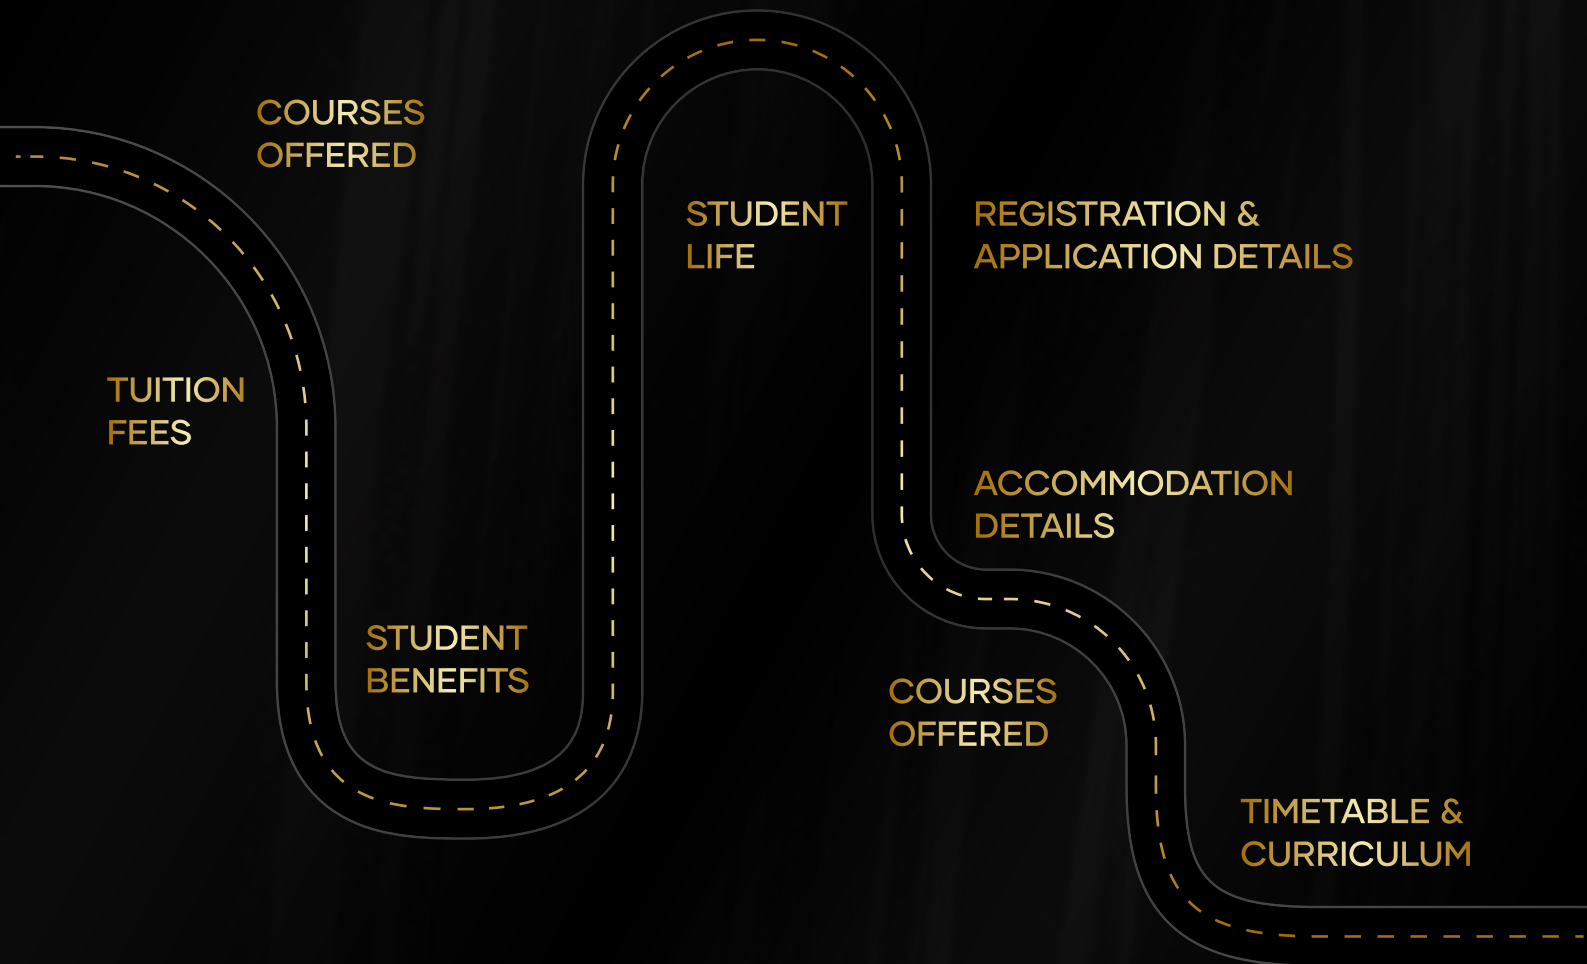 COURSES
OFFERED
TUITION
FEES
STUDENT
BENEFITS
STUDENT
LIFE
REGISTRATION &
APPLICATION DETAILS
ACCOMMODATION
DETAILS
COURSES
OFFERED
TIMETABLE &
CURRICULUM